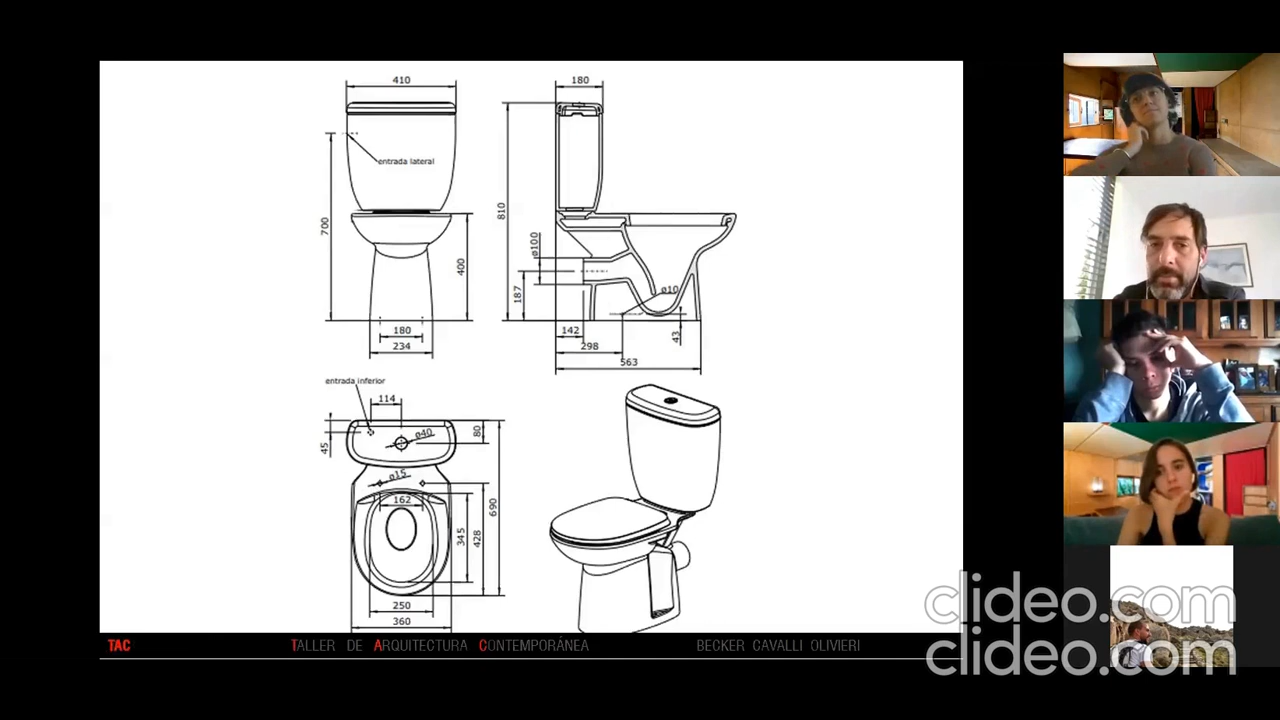 410
180
entrada lateral
700
810
ø100
400
187
ø10
180
234
142
298
43
563
entrada inferior
114
45
ø40
80
ø15
162
690
345
428
250
360
TAC
TALLER DE ARQUITECTURA CONTEMPORÁNEA
BECKER CAVALLI OLIVIERI
clideo.com
clideo.com